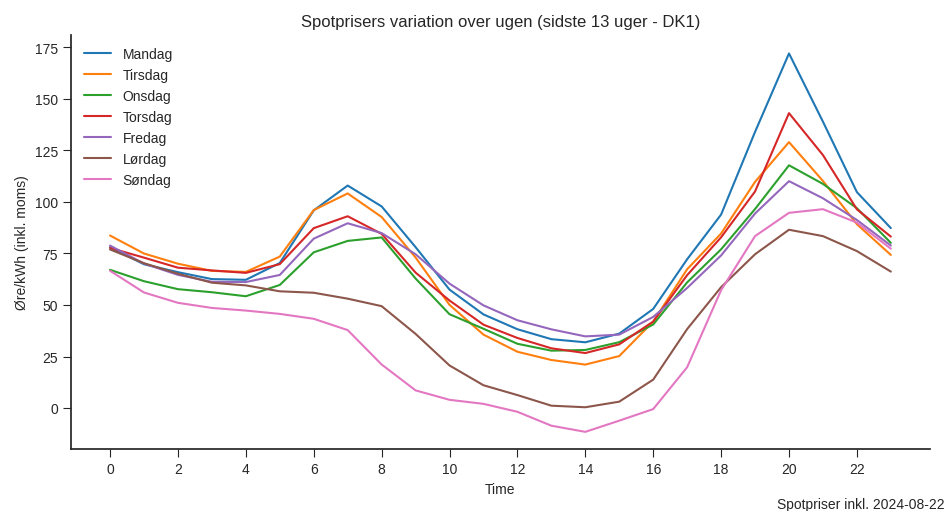 Spotprisers variation over ugen (sidste 13 uger - DK1)
Øre/kWh (inkl. moms)
175
150
125
100
75
50
25
0
Mandag
Tirsdag
Onsdag
Torsdag
Fredag
Lørdag
Søndag
0 2 4 6 8 10 12 14 16 18 20 22
Time
Spotpriser inkl. 2024-08-22